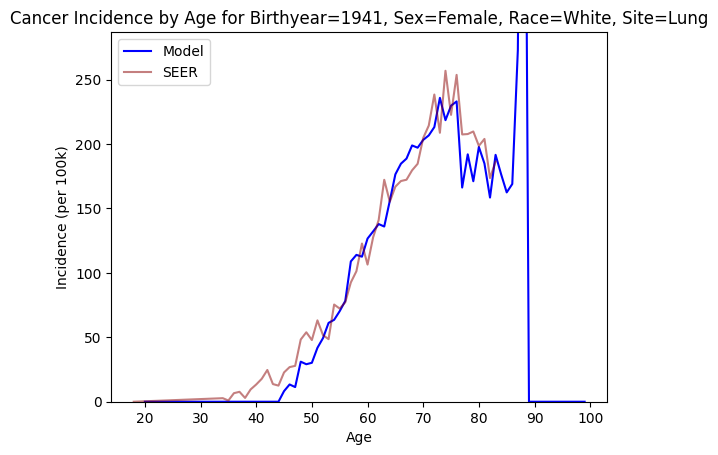 Cancer Incidence by Age for Birthyear=1941, Sex=Female, Race=White, Site=Lung
Model
SEER
Incidence (per 100k)
250
200
150
100
50
0
20 30 40 50 60 70 80 90 100
Age